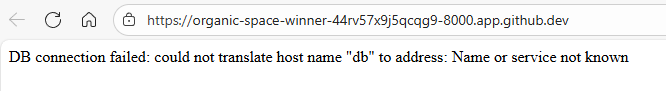 https://organic-space-winner-44rv57x9j5qcqg9-8000.app.github.dev
DB connection failed: could not translate host name "db" to address: Name or service not known